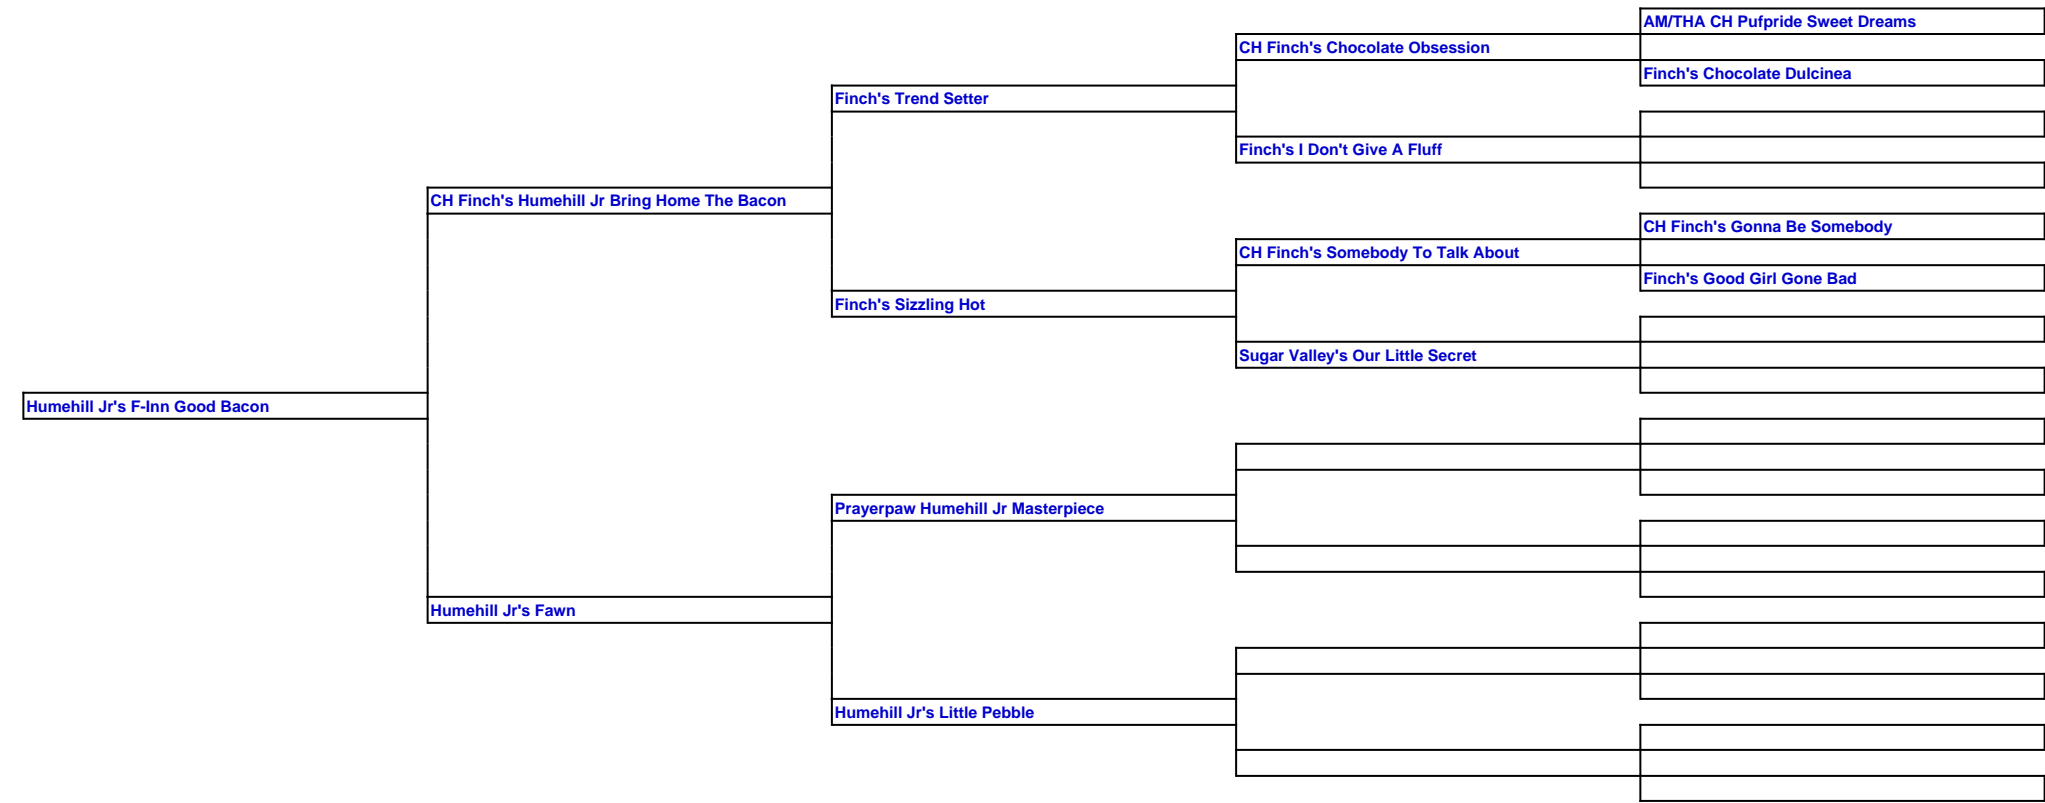 AM/THA CH Pufpride Sweet Dreams
CH Finch's Chocolate Obsession
Finch's Chocolate Dulcinea
Finch's Trend Setter
Finch's I Don't Give A Fluff
CH Finch's Humehill Jr Bring Home The Bacon
CH Finch's Gonna Be Somebody
CH Finch's Somebody To Talk About
Finch's Good Girl Gone Bad
Finch's Sizzling Hot
Sugar Valley's Our Little Secret
Humehill Jr's F-Inn Good Bacon
Prayerpaw Humehill Jr Masterpiece
Humehill Jr's Fawn
Humehill Jr's Little Pebble